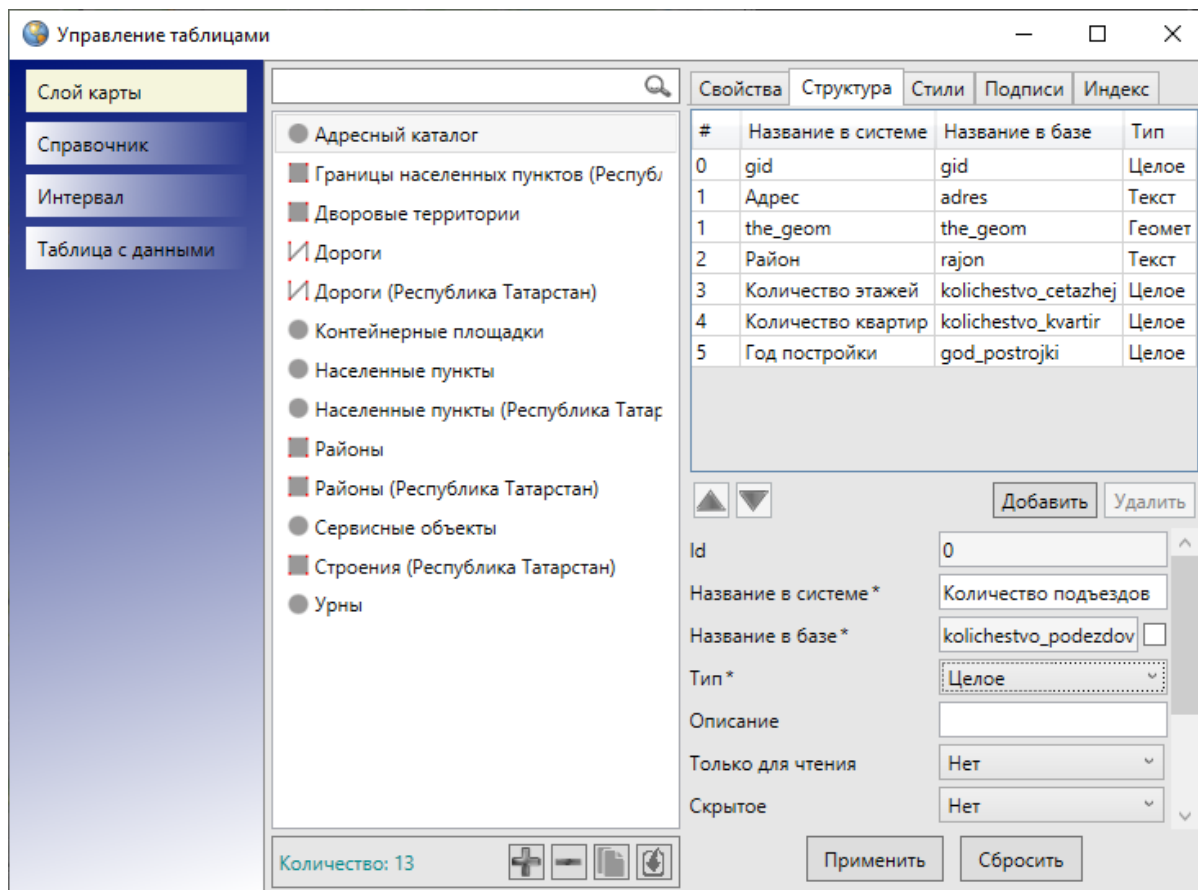 Управление таблицами
Слой карты
Справочник
Интервал
Таблица с данными
Адресный каталог
Границы населенных пунктов (Республ
Дворовые территории
Дороги
Дороги (Республика Татарстан)
Контейнерные площадки
Населенные пункты
Населенные пункты (Республика Татар
Районы
Районы (Республика Татарстан)
Сервисные объекты
Строения (Республика Татарстан)
Урны
Количество: 13
Свойства Структура Стили Подписи Индекс
# Название в системе Название в базе Тип
0 gid gid Целое
1 Адрес adres Текст
1 the_geom the_geom Геомет
2 Район rajon Текст
3 Количество этажей kolichestvo_cetazhej Целое
4 Количество квартир kolichestvo_kvartir Целое
5 Год постройки god_postrojki Целое
Добавить Удалить
Id 0
Название в системе* Количество подъездов
Название в базе* kolichestvo_podezdov
Тип* Целое
Описание
Только для чтения Нет
Скрытое Нет
Применить Сбросить